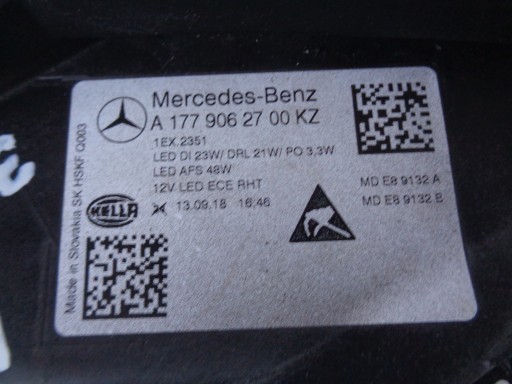 Mercedes-Benz
A 177 906 27 00 KZ
1EX.2351
LED DI 23W/ DRL 21W/ PO 3,3W
LED AFS 48W
12V LED ECE RHT
HELLA
13.09.18 16:46
MD E8 9132 A
MD E8 9132 B
Made in Slovakia SK HSKF Q003